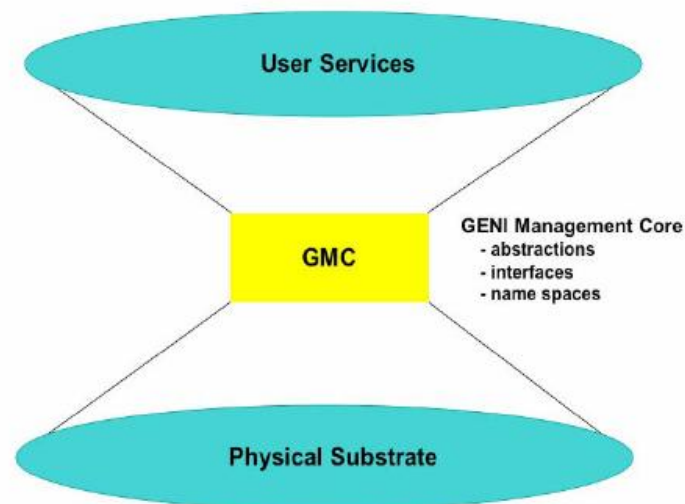 User Services
GMC
GENI Management Core
- abstractions
- interfaces
- name spaces
Physical Substrate